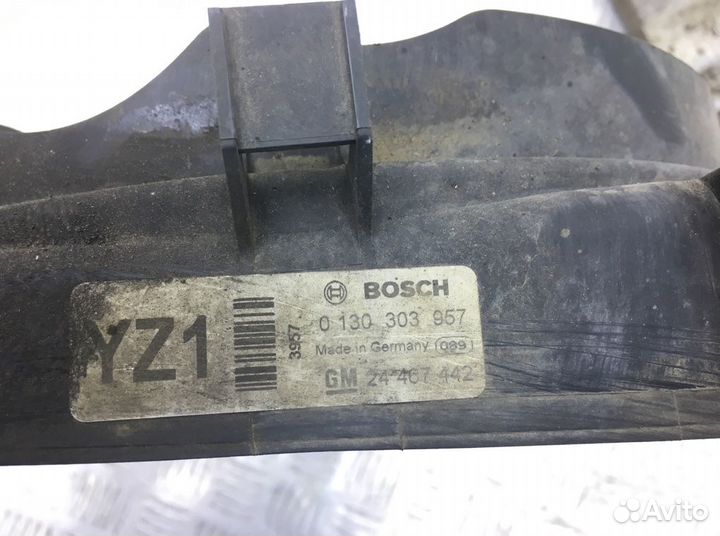 YZ1
3957
BOSCH
0 130 303 957
Made in Germany (089)
GM 24 467 442
Avito